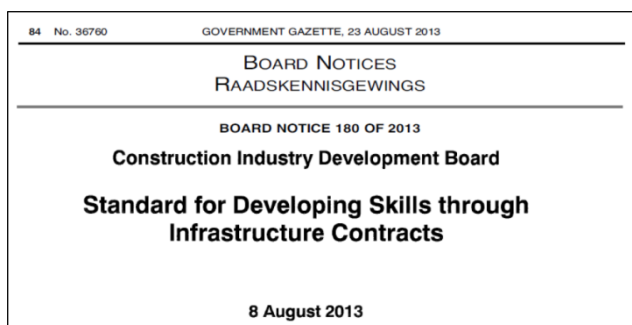 84 No. 36760 GOVERNMENT GAZETTE, 23 AUGUST 2013
BOARD NOTICES
RAADSKENNISGEWINGS
BOARD NOTICE 180 OF 2013
Construction Industry Development Board
Standard for Developing Skills through
Infrastructure Contracts
8 August 2013